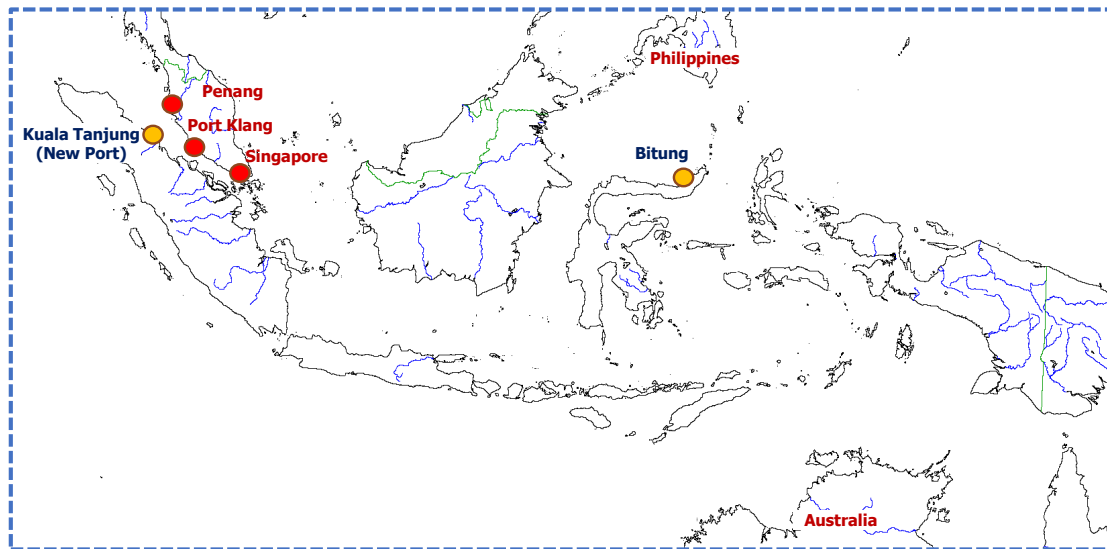 Philippines
Penang
Port Klang
Kuala Tanjung
(New Port)
Singapore
Bitung
Australia